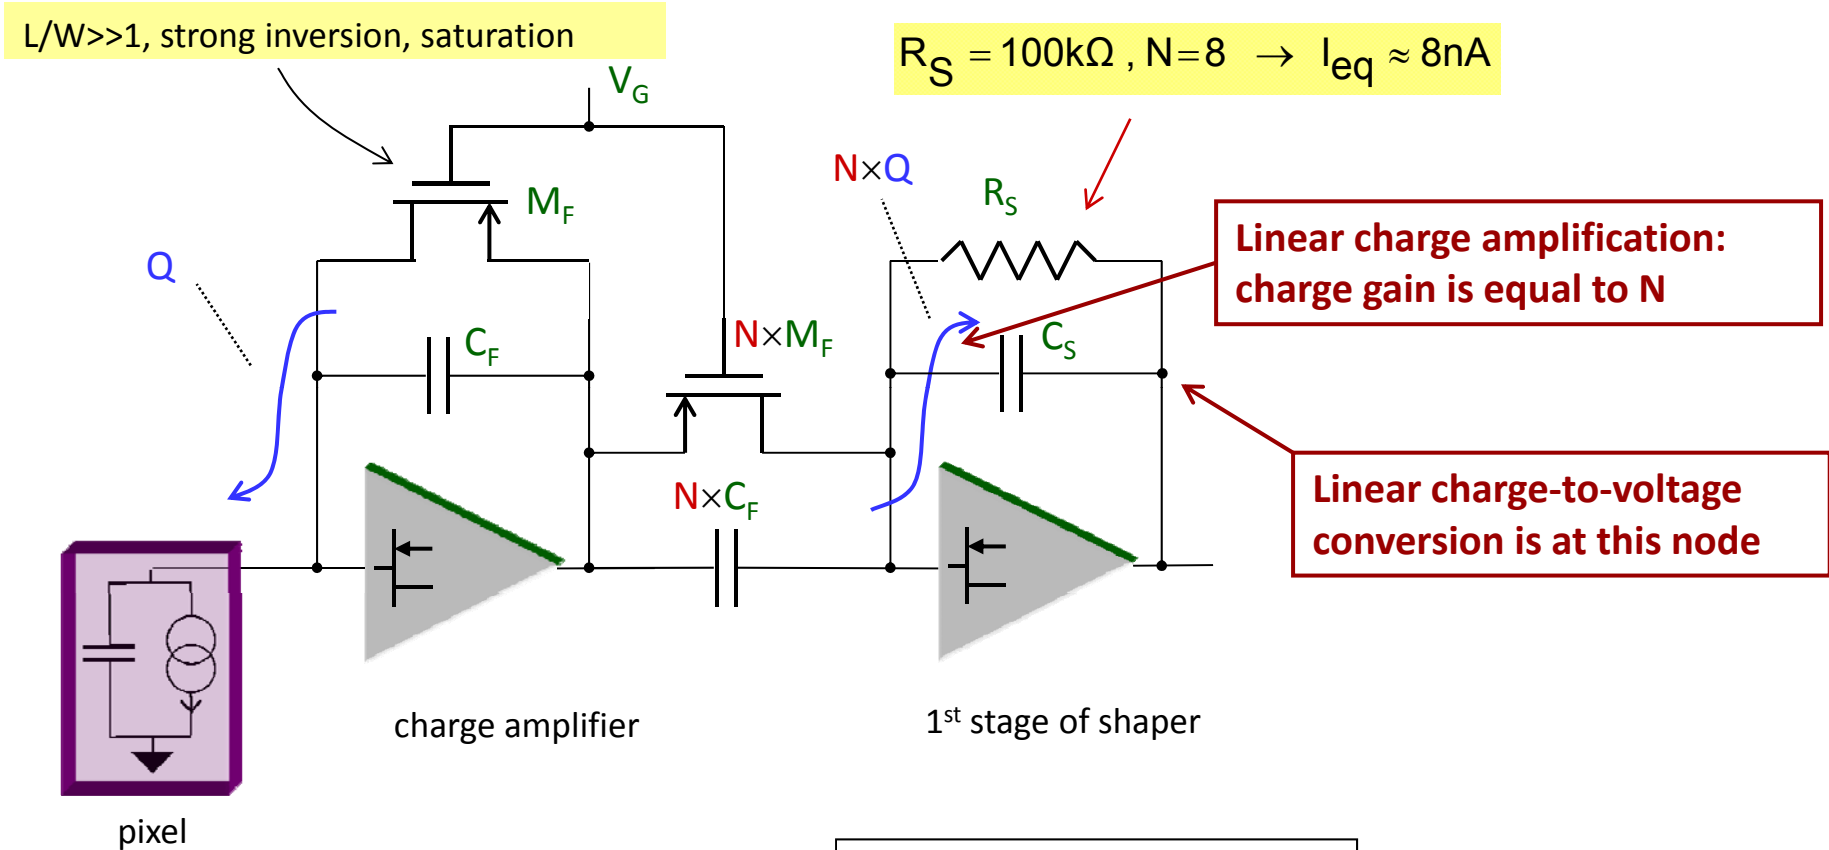 L/W>>1, strong inversion, saturation
R_S = 100kΩ , N=8 → I_eq ≈ 8nA
V_G
N×Q
M_F
R_S
Linear charge amplification:
charge gain is equal to N
Q
C_F
N×M_F
C_S
N×C_F
Linear charge-to-voltage
conversion is at this node
charge amplifier
1st stage of shaper
pixel